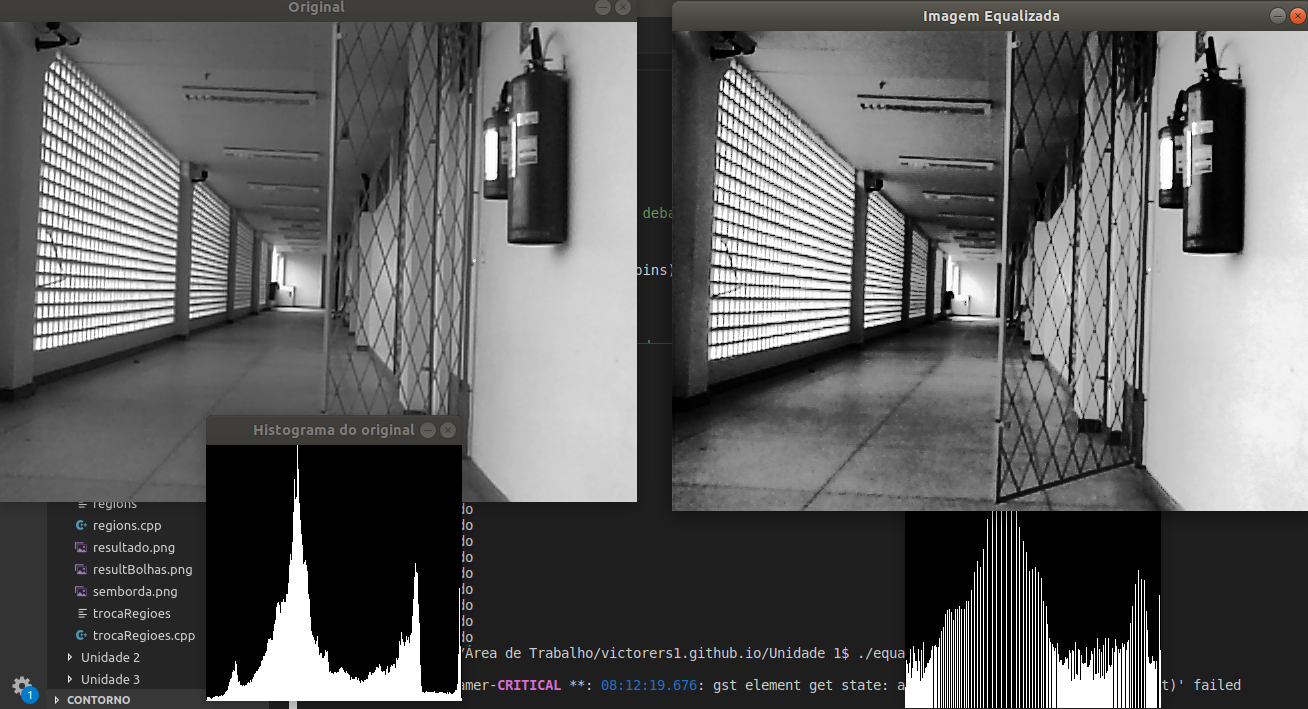 Original
Imagem Equalizada
deba
bins)
Histograma do original
regions
regions.cpp
resultado.png
resultBolhas.png
semborda.png
trocaRegioes
trocaRegioes.cpp
Unidade 2
Unidade 3
CONTORNO
1
do
do
do
do
do
do
do
do
do
/Área de Trabalho/victorers1.github.io/Unidade 1$ ./equa
amer-CRITICAL **: 08:12:19.676: gst element get state: a
t)' failed